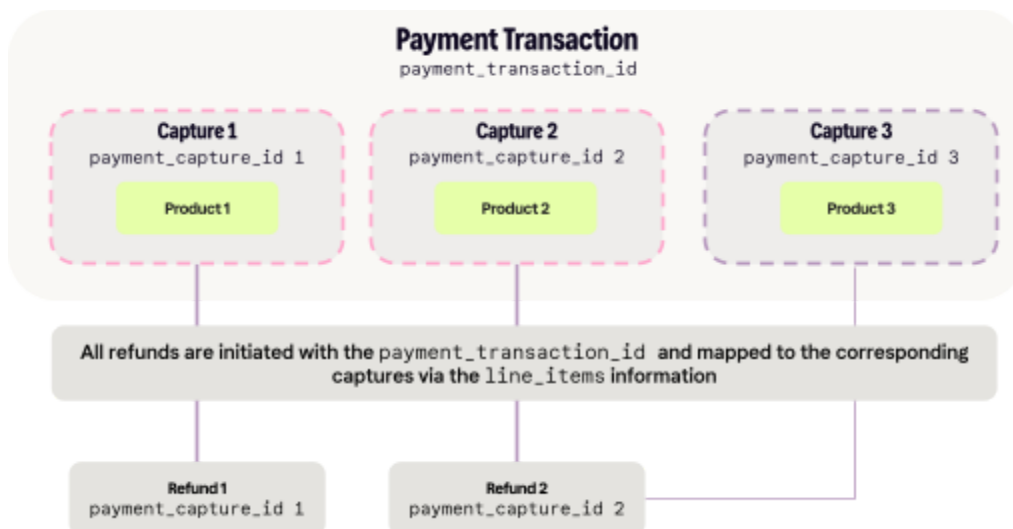 Payment Transaction
payment_transaction_id
Capture 1
payment_capture_id 1
Product 1
Capture 2
payment_capture_id 2
Product 2
Capture 3
payment_capture_id 3
Product 3
All refunds are initiated with the payment_transaction_id and mapped to the corresponding
captures via the line_items information
Refund 1
payment_capture_id 1
Refund 2
payment_capture_id 2